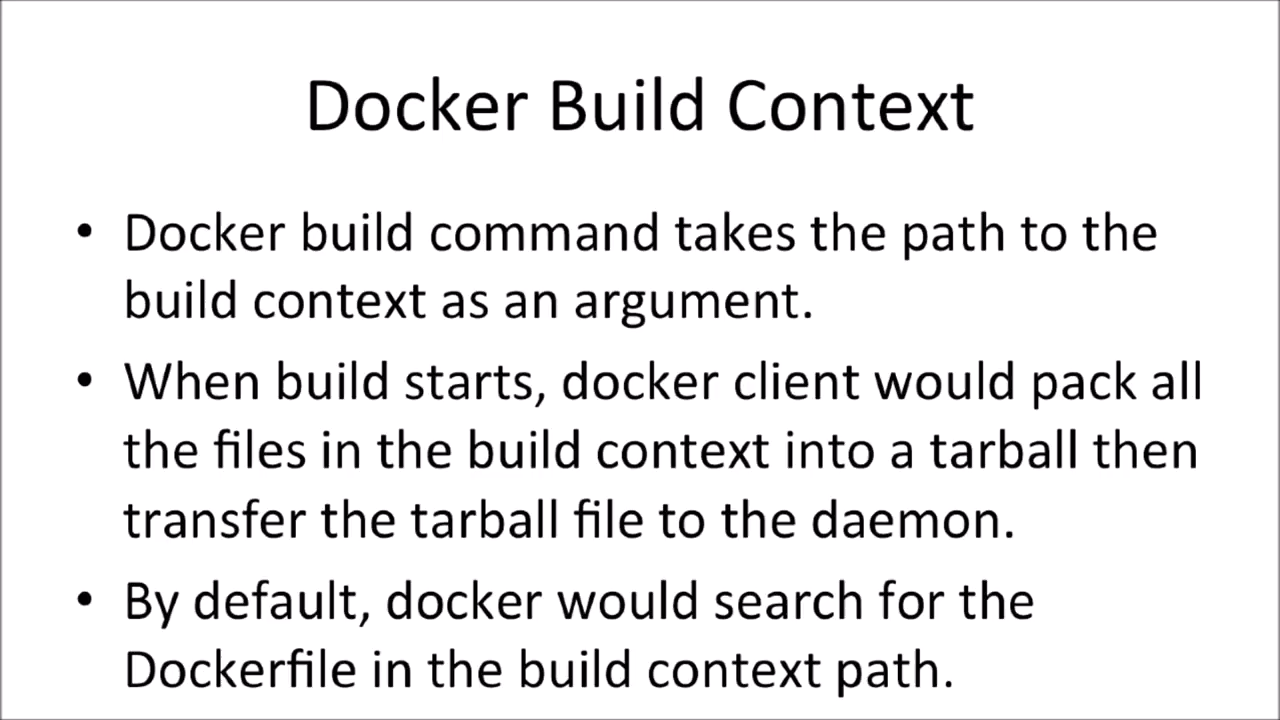 Docker Build Context
• Docker build command takes the path to the
build context as an argument.
• When build starts, docker client would pack all
the files in the build context into a tarball then
transfer the tarball file to the daemon.
• By default, docker would search for the
Dockerfile in the build context path.